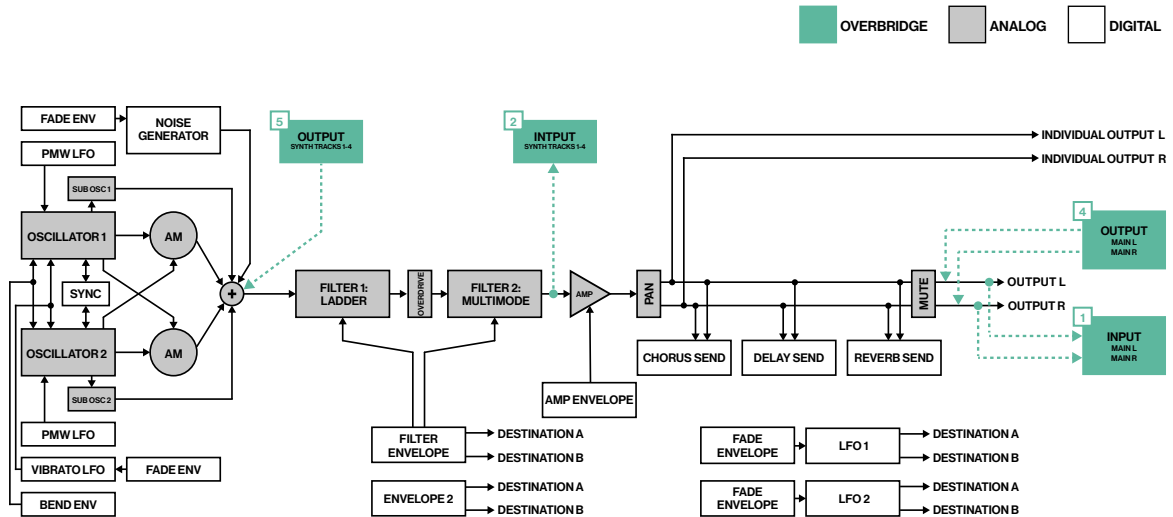 OVERBRIDGE
ANALOG
DIGITAL
FADE ENV
NOISE
GENERATOR
PMW LFO
SUB OSC 1
OSCILLATOR 1
AM
SYNC
OSCILLATOR 2
AM
SUB OSC 2
PMW LFO
VIBRATO LFO
FADE ENV
BEND ENV
+
5
OUTPUT
SYNTH TRACKS 1-4
FILTER 1:
LADDER
OVERDRIVE
FILTER 2:
MULTIMODE
2
INTPUT
SYNTH TRACKS 1-4
AMP
AMP ENVELOPE
PAN
INDIVIDUAL OUTPUT L
INDIVIDUAL OUTPUT R
CHORUS SEND
DELAY SEND
REVERB SEND
MUTE
4
OUTPUT
MAIN L
MAIN R
OUTPUT L
OUTPUT R
1
INPUT
MAIN L
MAIN R
FILTER
ENVELOPE
DESTINATION A
DESTINATION B
ENVELOPE 2
DESTINATION A
DESTINATION B
FADE
ENVELOPE
LFO 1
DESTINATION A
DESTINATION B
FADE
ENVELOPE
LFO 2
DESTINATION A
DESTINATION B